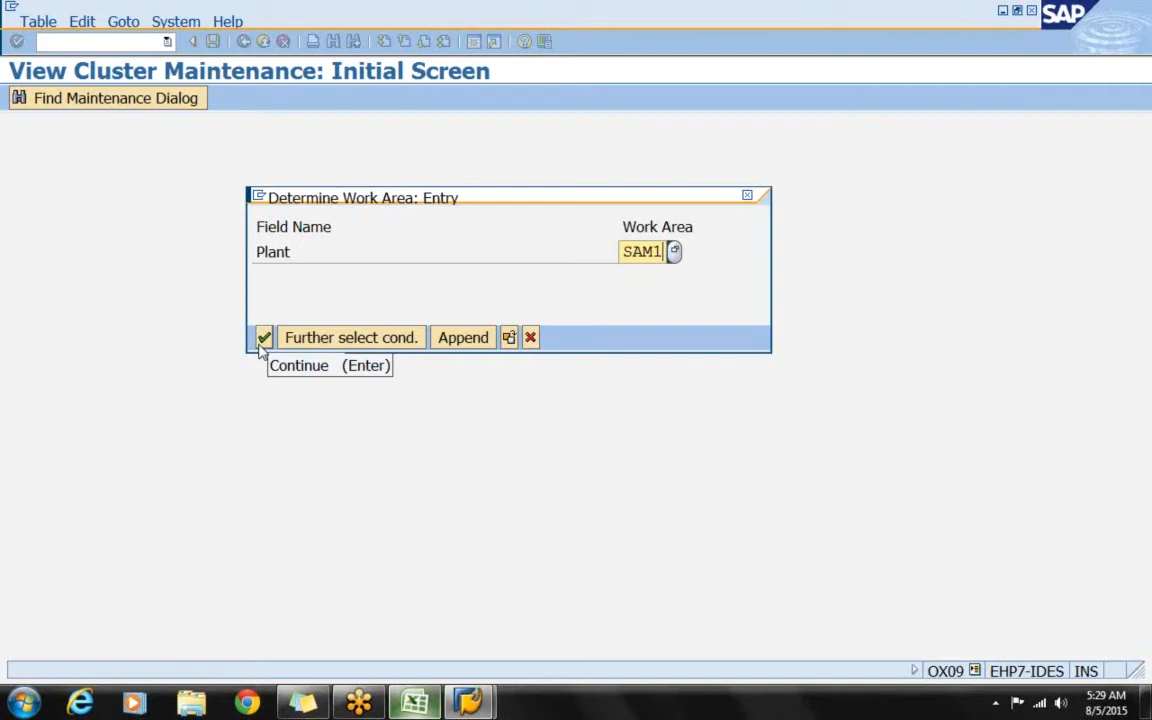 Table Edit Goto System Help
SAP
View Cluster Maintenance: Initial Screen
Find Maintenance Dialog
Determine Work Area: Entry
Field Name Work Area
Plant SAM1
Further select cond. Append
Continue (Enter)
OX09 EHP7-IDES INS
5:29 AM
8/5/2015